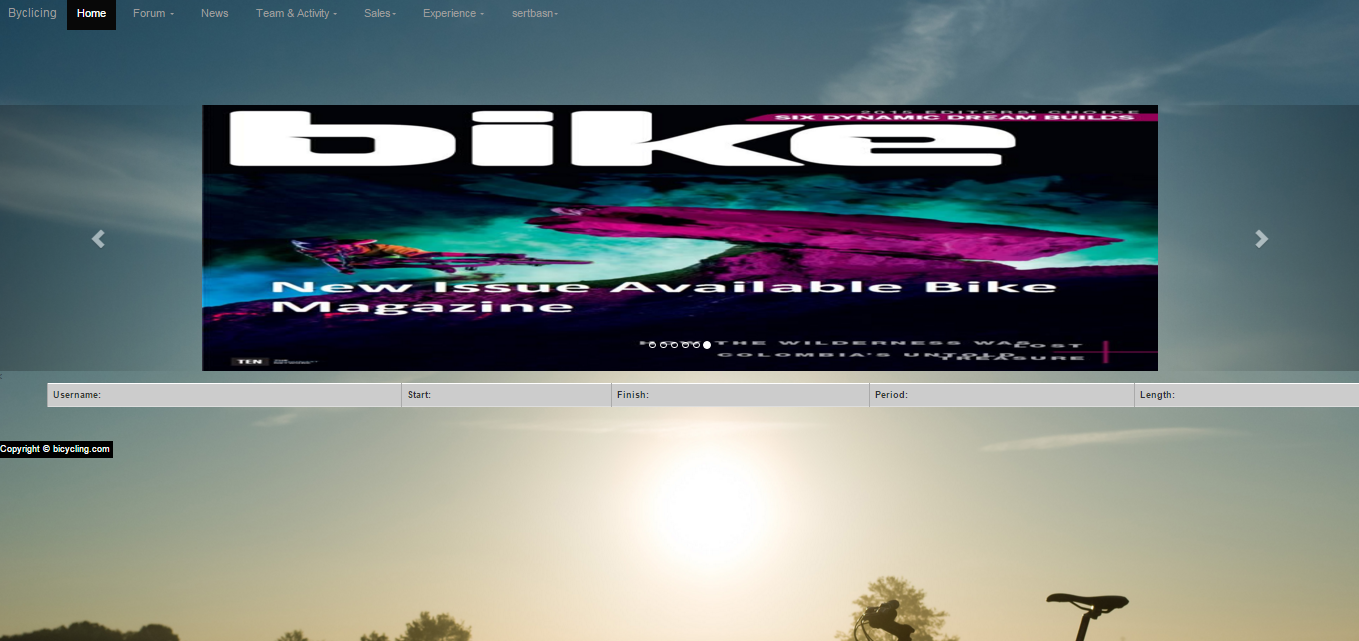 Byclicing Home Forum News Team & Activity Sales Experience sertbasn
2015 EDITORS' CHOICE
SIX DYNAMIC DREAM BUILDS
bike
New Issue Available Bike
Magazine
THE WILDERNESS WAS LOST
COLOMBIA'S UNTOLD TREASURE
TEN
Username: Start: Finish: Period: Length:
Copyright © bicycling.com